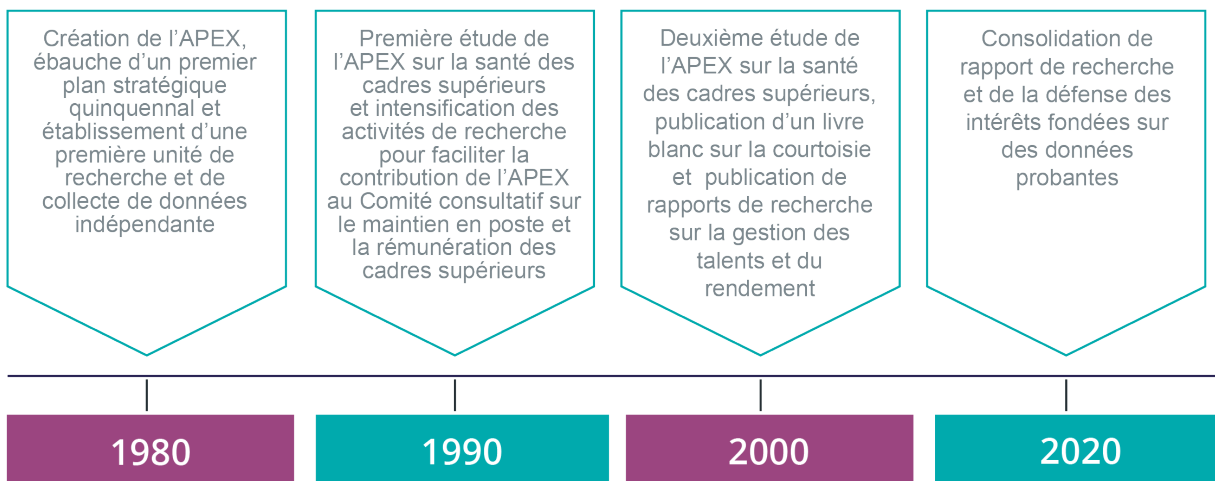 Création de l’APEX,
ébauche d’un premier
plan stratégique
quinquennal et
établissement d’une
première unité de
recherche et de
collecte de données
indépendante
Première étude de
l’APEX sur la santé des
cadres supérieurs
et intensification des
activités de recherche
pour faciliter la
contribution de l’APEX
au Comité consultatif sur
le maintien en poste et
la rémunération des
cadres supérieurs
Deuxième étude de
l’APEX sur la santé
des cadres supérieurs,
publication d’un livre
blanc sur la courtoisie
et publication de
rapports de recherche
sur la gestion des
talents et du
rendement
Consolidation de
rapport de recherche
et de la défense des
intérêts fondées sur
des données
probantes
1980
1990
2000
2020